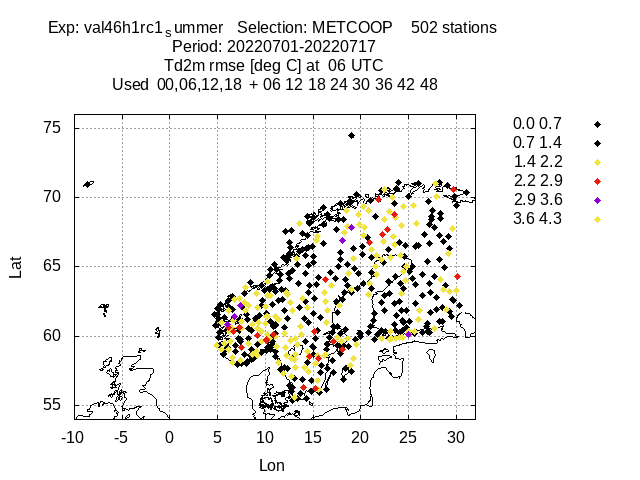 Exp: val46h1rc1summer Selection: METCOOP 502 stations
Period: 20220701-20220717
Td2m rmse [deg C] at 06 UTC
Used 00,06,12,18 + 06 12 18 24 30 36 42 48
75
70
65
60
55
Lat
-10 -5 0 5 10 15 20 25 30
Lon
0.0 0.7
0.7 1.4
1.4 2.2
2.2 2.9
2.9 3.6
3.6 4.3